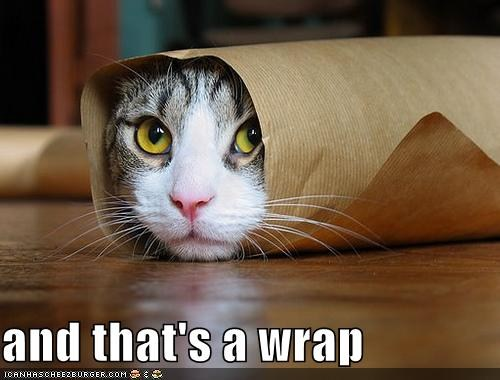 and that's a wrap
ICANHASCHEEZBURGER.COM